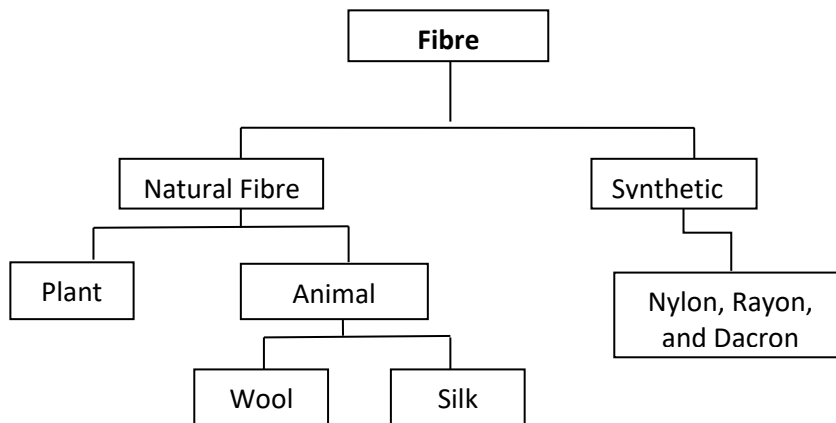 Fibre
Natural Fibre
Synthetic
Plant
Animal
Nylon, Rayon,
and Dacron
Wool
Silk